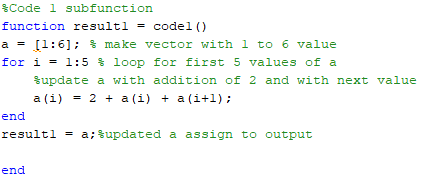 %Code 1 subfunction
function result1 = code1()
a = [1:6]; % make vector with 1 to 6 value
for i = 1:5 % loop for first 5 values of a
%update a with addition of 2 and with next value
a(i) = 2 + a(i) + a(i+1);
end
result1 = a;%updated a assign to output
end